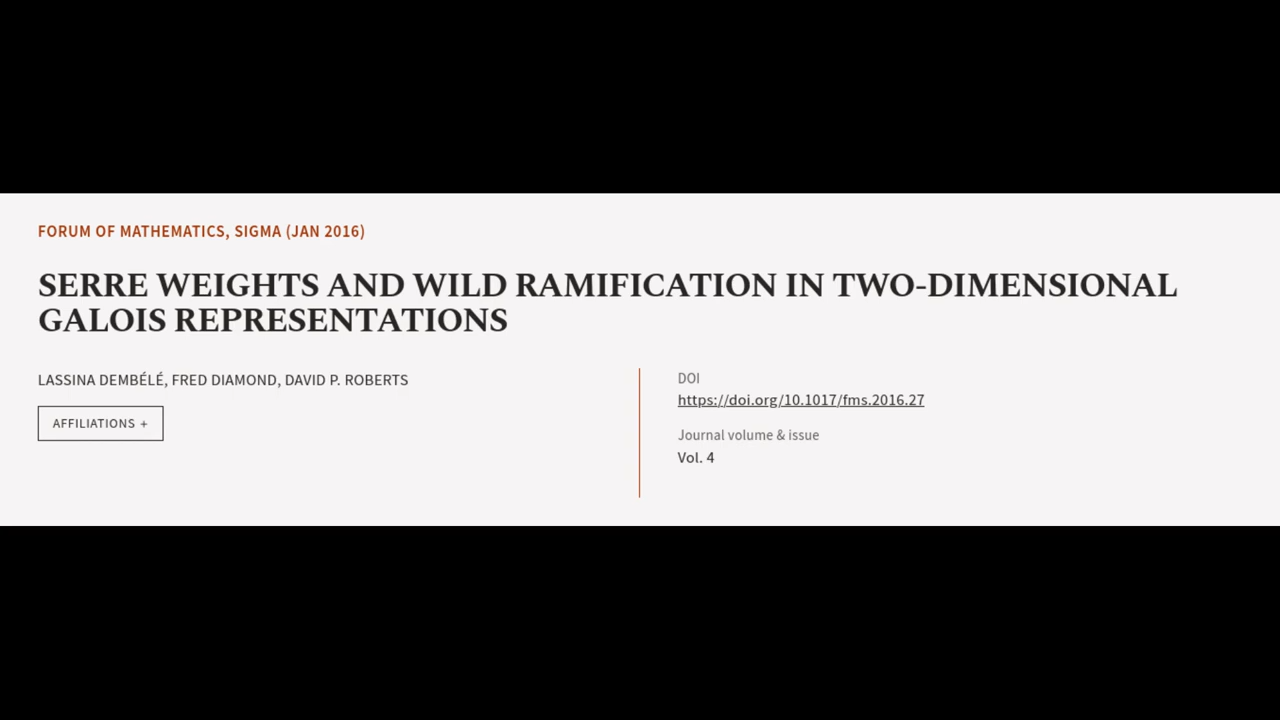 FORUM OF MATHEMATICS, SIGMA (JAN 2016)
SERRE WEIGHTS AND WILD RAMIFICATION IN TWO-DIMENSIONAL
GALOIS REPRESENTATIONS
LASSINA DEMBÉLÉ, FRED DIAMOND, DAVID P. ROBERTS
AFFILIATIONS +
DOI
https://doi.org/10.1017/fms.2016.27
Journal volume & issue
Vol. 4